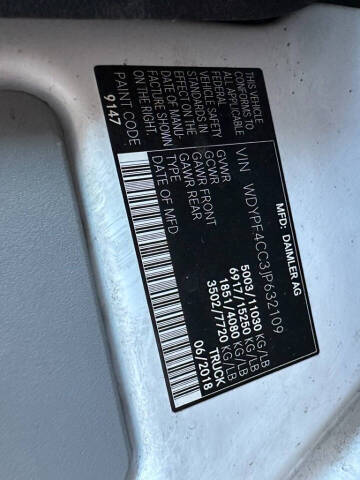 MFD: DAIMLER AG
VIN WDYPF4CC3JP632109
GVWR 5003/11030 KG/LB
GCWR 6917/15250 KG/LB
GAWR FRONT 1851/4080 KG/LB
GAWR REAR 3502/7720 KG/LB
TYPE TRUCK
DATE OF MFD 06/2018
THIS VEHICLE
CONFORMS TO
ALL APPLICABLE
FEDERAL
VEHICLE SAFETY
STANDARDS IN
EFFECT ON THE
DATE OF MANU
FACTURE SHOWN
ON THE RIGHT.
PAINT CODE
9147